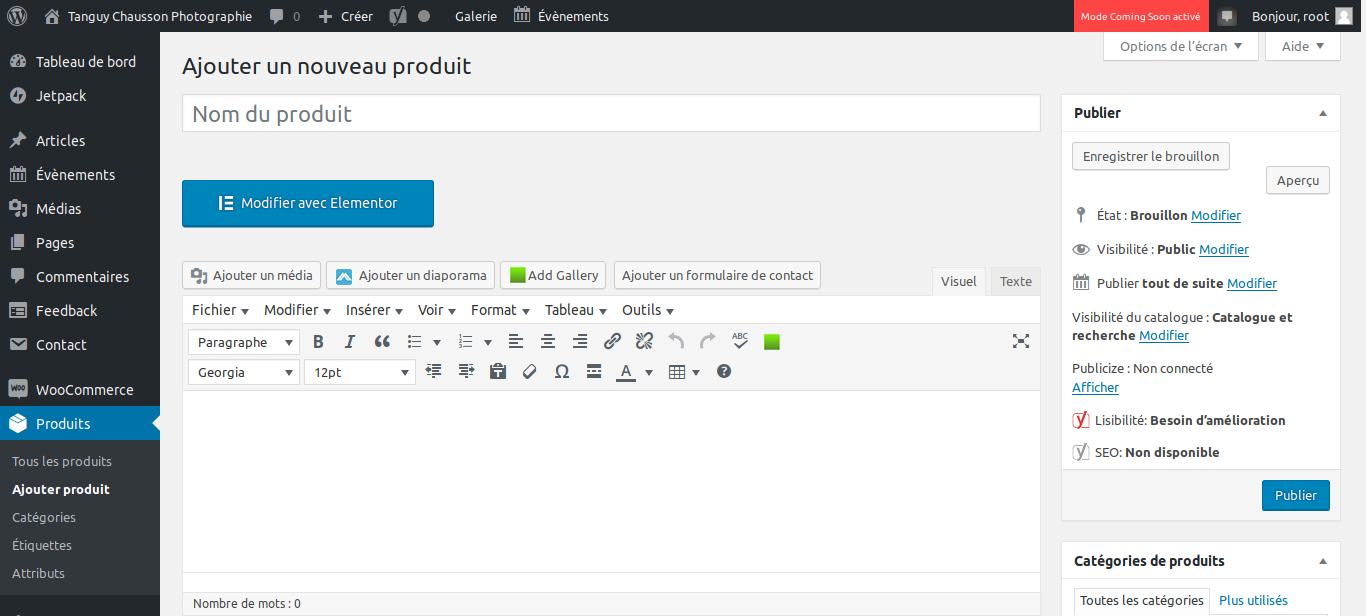 Tanguy Chausson Photographie 0 Créer Galerie Évènements Mode Coming Soon activé Bonjour, root
Options de l'écran Aide
Tableau de bord
Jetpack
Articles
Évènements
Médias
Pages
Commentaires
Feedback
Contact
WooCommerce
Produits
Tous les produits
Ajouter produit
Catégories
Étiquettes
Attributs
Ajouter un nouveau produit
Nom du produit
Modifier avec Elementor
Ajouter un média Ajouter un diaporama Add Gallery Ajouter un formulaire de contact Visuel Texte
Fichier Modifier Insérer Voir Format Tableau Outils
Paragraphe B I ABC
Georgia 12pt Ω A
Nombre de mots : 0
Publier
Enregistrer le brouillon
Aperçu
État : Brouillon Modifier
Visibilité : Public Modifier
Publier tout de suite Modifier
Visibilité du catalogue : Catalogue et
recherche Modifier
Publicize : Non connecté
Afficher
Lisibilité: Besoin d'amélioration
SEO: Non disponible
Publier
Catégories de produits
Toutes les catégories Plus utilisés